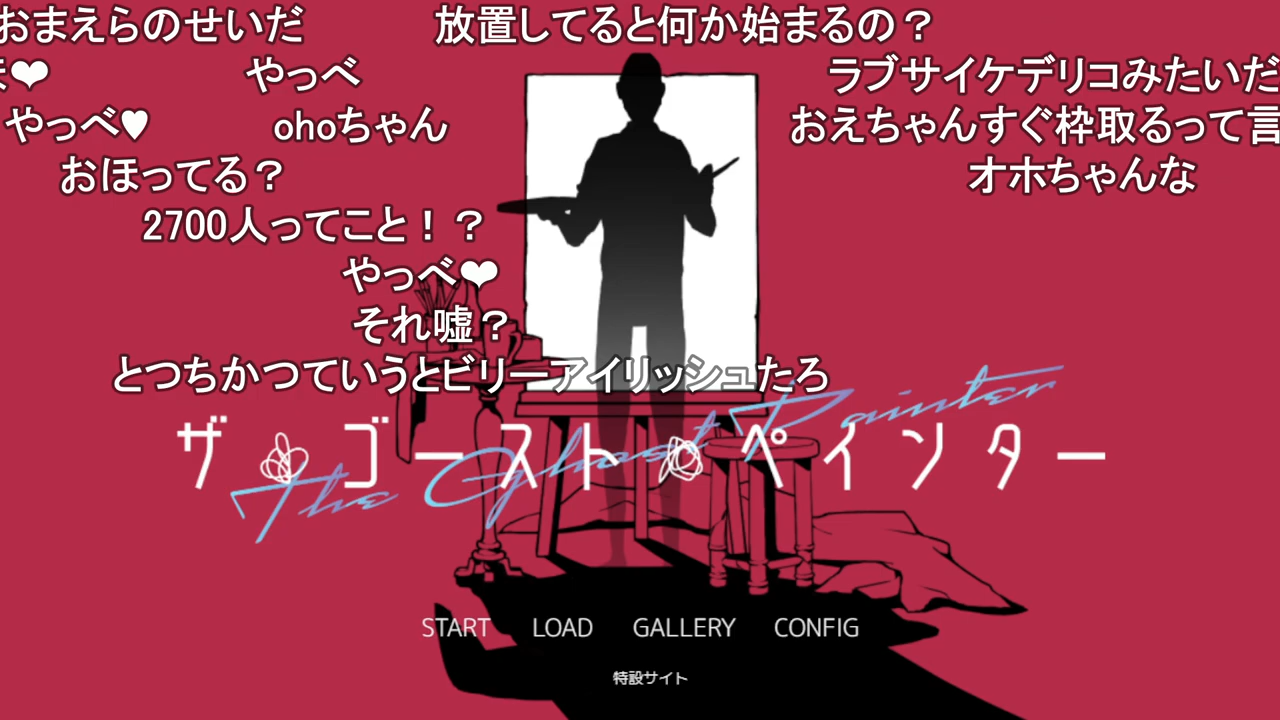 おまえらのせいだ 放置してると何か始まるの？
ま❤ やっべ ラブサイケデリコみたいだ
やっべ♥ ohoちゃん おえちゃんすぐ枠取るって言
おほってる？ オホちゃんな
2700人ってこと！？
やっべ❤
それ嘘？
とつちかつていうとビリーアイリッシュたろ
ザ・ゴースト・ペインター
The Ghost Painter
START LOAD GALLERY CONFIG
特設サイト